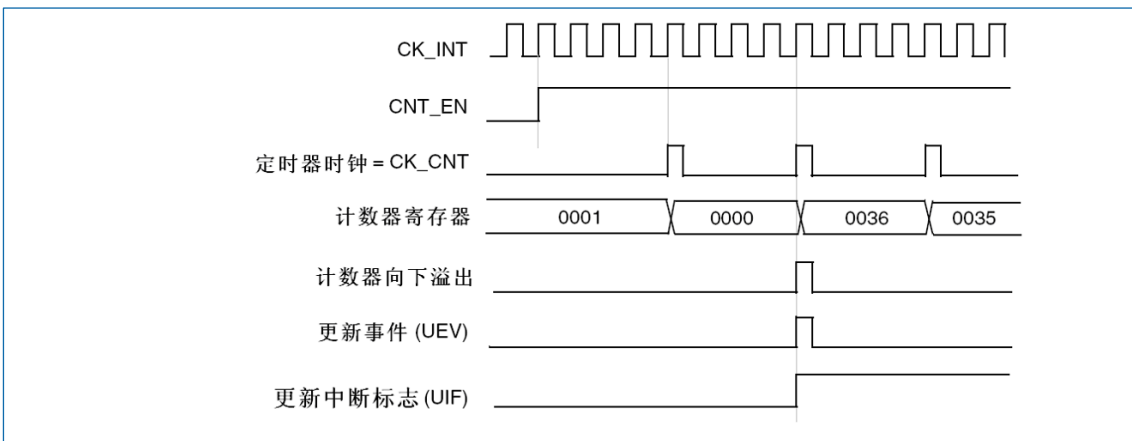 CK_INT
CNT_EN
定时器时钟 = CK_CNT
计数器寄存器 0001 0000 0036 0035
计数器向下溢出
更新事件 (UEV)
更新中断标志 (UIF)